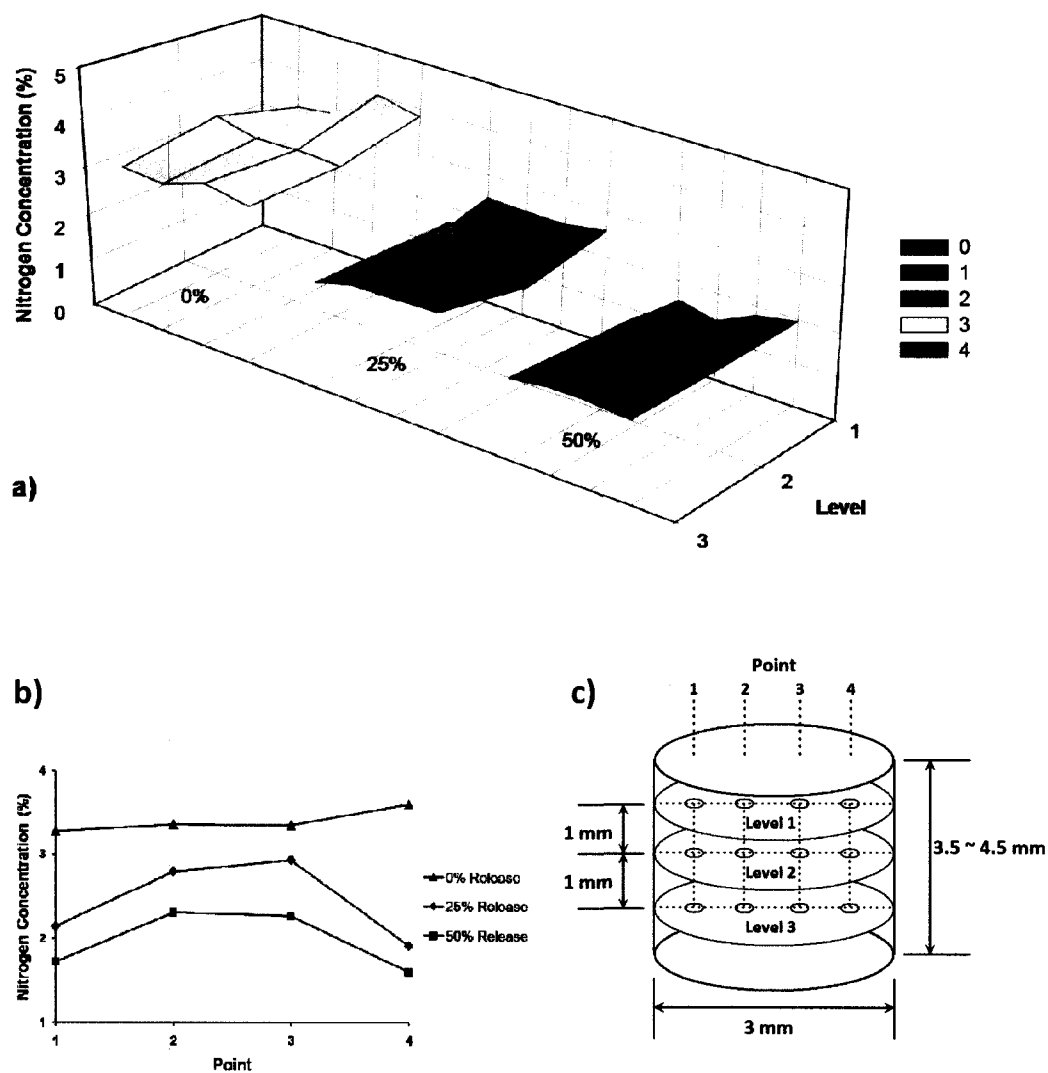 Nitrogen Concentration (%)
5
4
3
2
1
0
0%
25%
50%
1
2
3
Level
0
1
2
3
4
a)
b)
Nitrogen Concentration (%)
4
3
2
1
1 2 3 4
Point
0% Release
25% Release
50% Release
c)
Point
1 2 3 4
Level 1
Level 2
Level 3
1 mm
1 mm
3.5 ~ 4.5 mm
3 mm